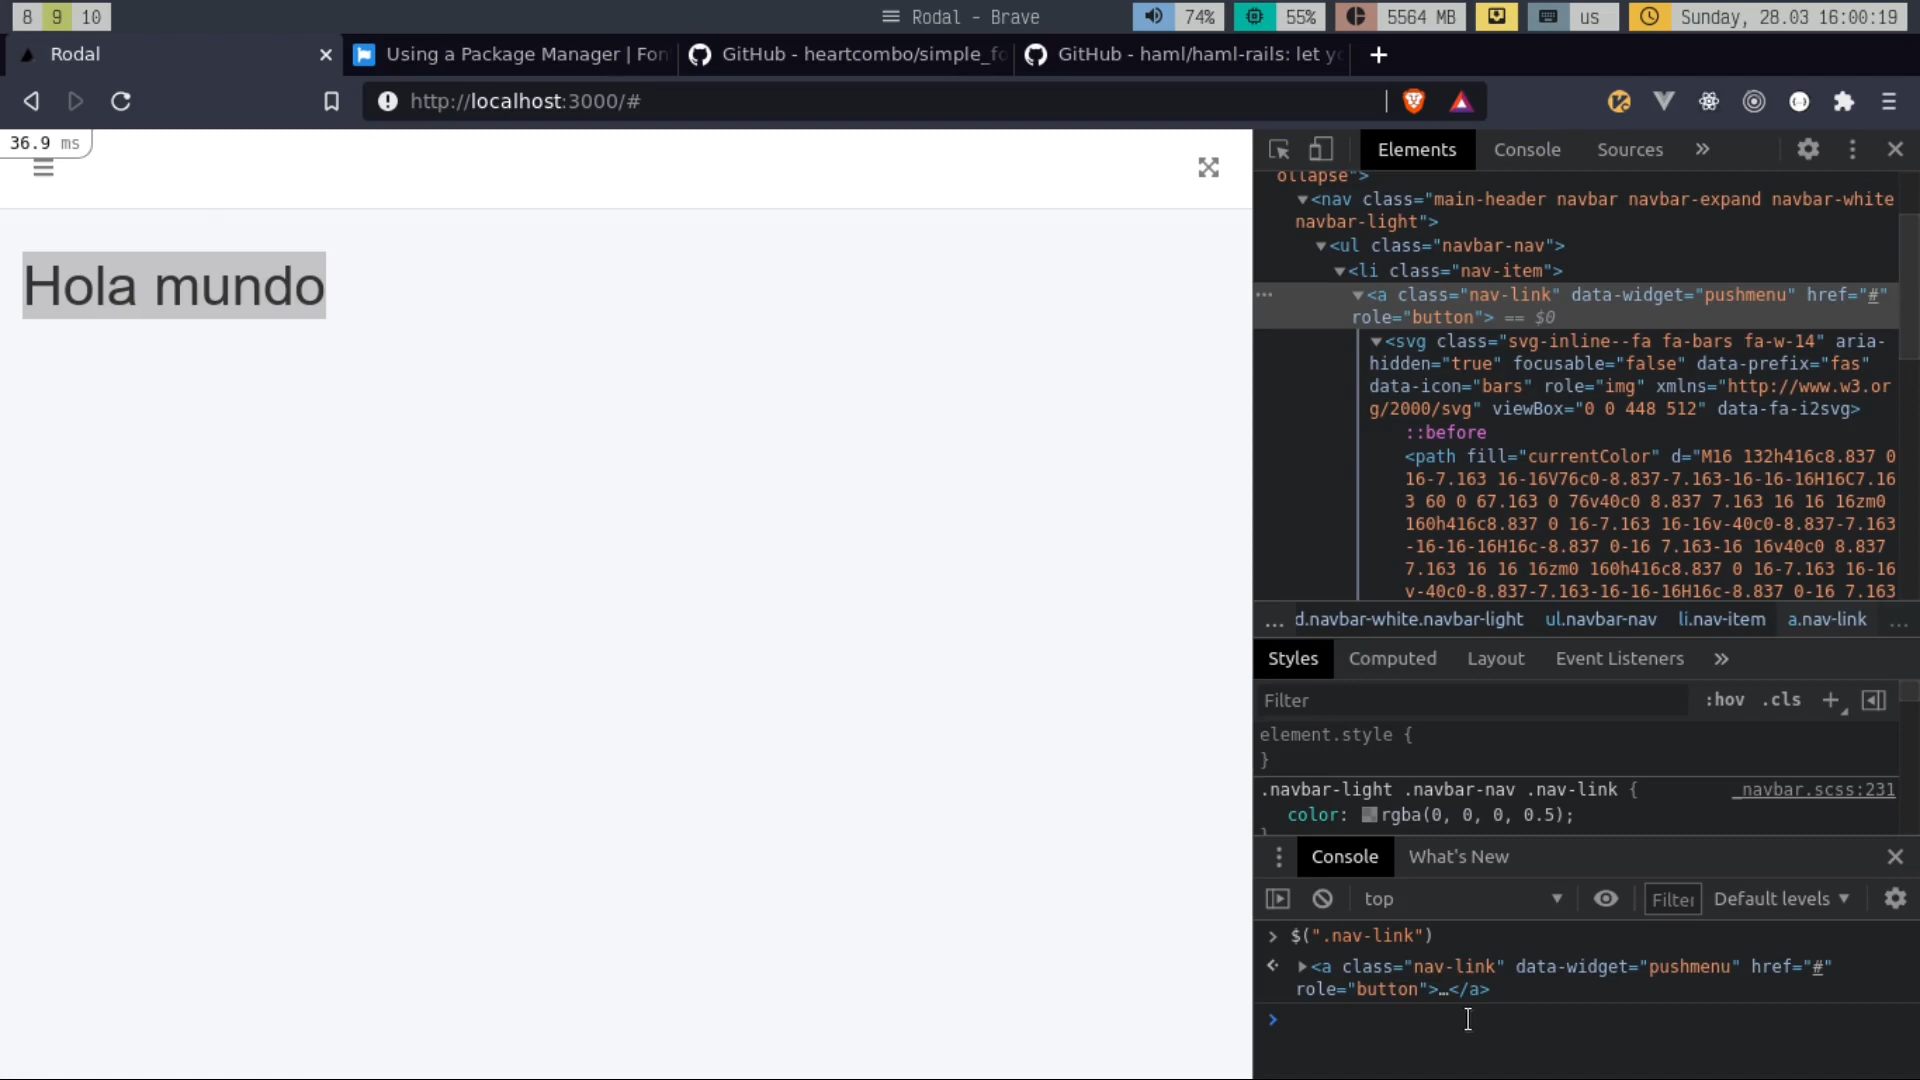 8 9 10
Rodal - Brave
74% 55% 5564 MB us Sunday, 28.03 16:00:19
Rodal
Using a Package Manager | Fon
GitHub - heartcombo/simple_fo
GitHub - haml/haml-rails: let yo
http://localhost:3000/#
36.9 ms
Hola mundo
Elements Console Sources
ollapse">
<nav class="main-header navbar navbar-expand navbar-white
navbar-light">
<ul class="navbar-nav">
<li class="nav-item">
<a class="nav-link" data-widget="pushmenu" href="#"
role="button"> == $0
<svg class="svg-inline--fa fa-bars fa-w-14" aria-
hidden="true" focusable="false" data-prefix="fas"
data-icon="bars" role="img" xmlns="http://www.w3.or
g/2000/svg" viewBox="0 0 448 512" data-fa-i2svg>
::before
<path fill="currentColor" d="M16 132h416c8.837 0
16-7.163 16-16V76c0-8.837-7.163-16-16-16H16C7.16
3 60 0 67.163 0 76v40c0 8.837 7.163 16 16 16zm0
160h416c8.837 0 16-7.163 16-16v-40c0-8.837-7.163
-16-16-16H16c-8.837 0-16 7.163-16 16v40c0 8.837
7.163 16 16 16zm0 160h416c8.837 0 16-7.163 16-16
v-40c0-8.837-7.163-16-16-16H16c-8.837 0-16 7.163
... d.navbar-white.navbar-light ul.navbar-nav li.nav-item a.nav-link ...
Styles Computed Layout Event Listeners
Filter :hov .cls +
element.style {
}
.navbar-light .navbar-nav .nav-link { _navbar.scss:231
color: rgba(0, 0, 0, 0.5);
}
Console What's New
top Filter Default levels
> $(".nav-link")
<a class="nav-link" data-widget="pushmenu" href="#"
role="button">…</a>
>